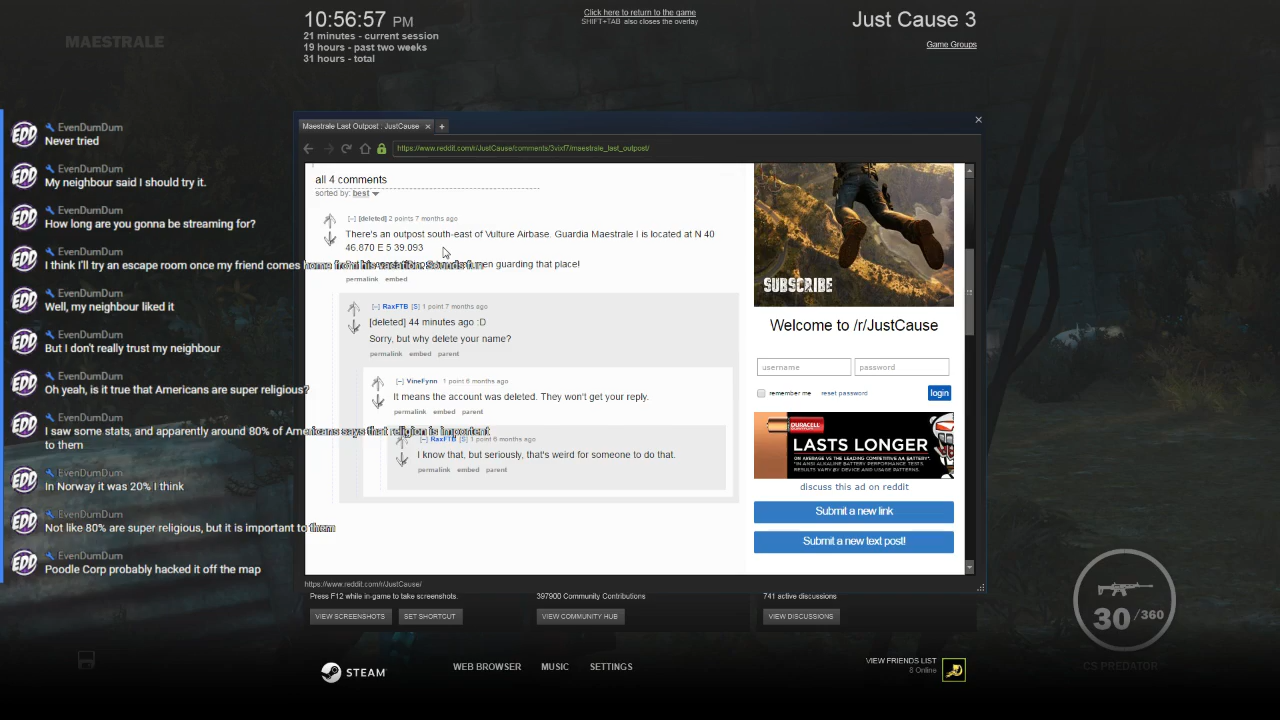 MAESTRALE
10:56:57 PM
21 minutes - current session
19 hours - past two weeks
31 hours - total
Click here to return to the game
SHIFT+TAB also closes the overlay
Just Cause 3
Game Groups
Maestrale Last Outpost : JustCause × +
https://www.reddit.com/r/JustCause/comments/3vixf7/maestrale_last_outpost/
EDD EvenDumDum
Never tried
EDD EvenDumDum
My neighbour said I should try it.
EDD EvenDumDum
How long are you gonna be streaming for?
EDD EvenDumDum
I think I'll try an escape room once my friend comes home from his vacation. Sounds fun
EDD EvenDumDum
Well, my neighbour liked it
EDD EvenDumDum
But I don't really trust my neighbour
EDD EvenDumDum
Oh yeah, is it true that Americans are super religious?
EDD EvenDumDum
I saw some stats, and apparently around 80% of Americans says that religion is important
to them
EDD EvenDumDum
In Norway it was 20% I think
EDD EvenDumDum
Not like 80% are super religious, but it is important to them
EDD EvenDumDum
Poodle Corp probably hacked it off the map
all 4 comments
sorted by: best
[–] [deleted] 2 points 7 months ago
There's an outpost south-east of Vulture Airbase. Guardia Maestrale I is located at N 40
46.870 E 5 39.093
guarding that place!
permalink embed
[–] RaxFTB [S] 1 point 7 months ago
[deleted] 44 minutes ago :D
Sorry, but why delete your name?
permalink embed parent
[–] VineFynn 1 point 6 months ago
It means the account was deleted. They won't get your reply.
permalink embed parent
[–] RaxFTB [S] 1 point 6 months ago
I know that, but seriously, that's weird for someone to do that.
permalink embed parent
SUBSCRIBE
Welcome to /r/JustCause
username password
remember me reset password login
DURACELL
LASTS LONGER
discuss this ad on reddit
Submit a new link
Submit a new text post!
https://www.reddit.com/r/JustCause/
Press F12 while in-game to take screenshots.
VIEW SCREENSHOTS SET SHORTCUT
397900 Community Contributions
VIEW COMMUNITY HUB
741 active discussions
VIEW DISCUSSIONS
30/360
CS PREDATOR
STEAM
WEB BROWSER MUSIC SETTINGS
VIEW FRIENDS LIST
8 Online